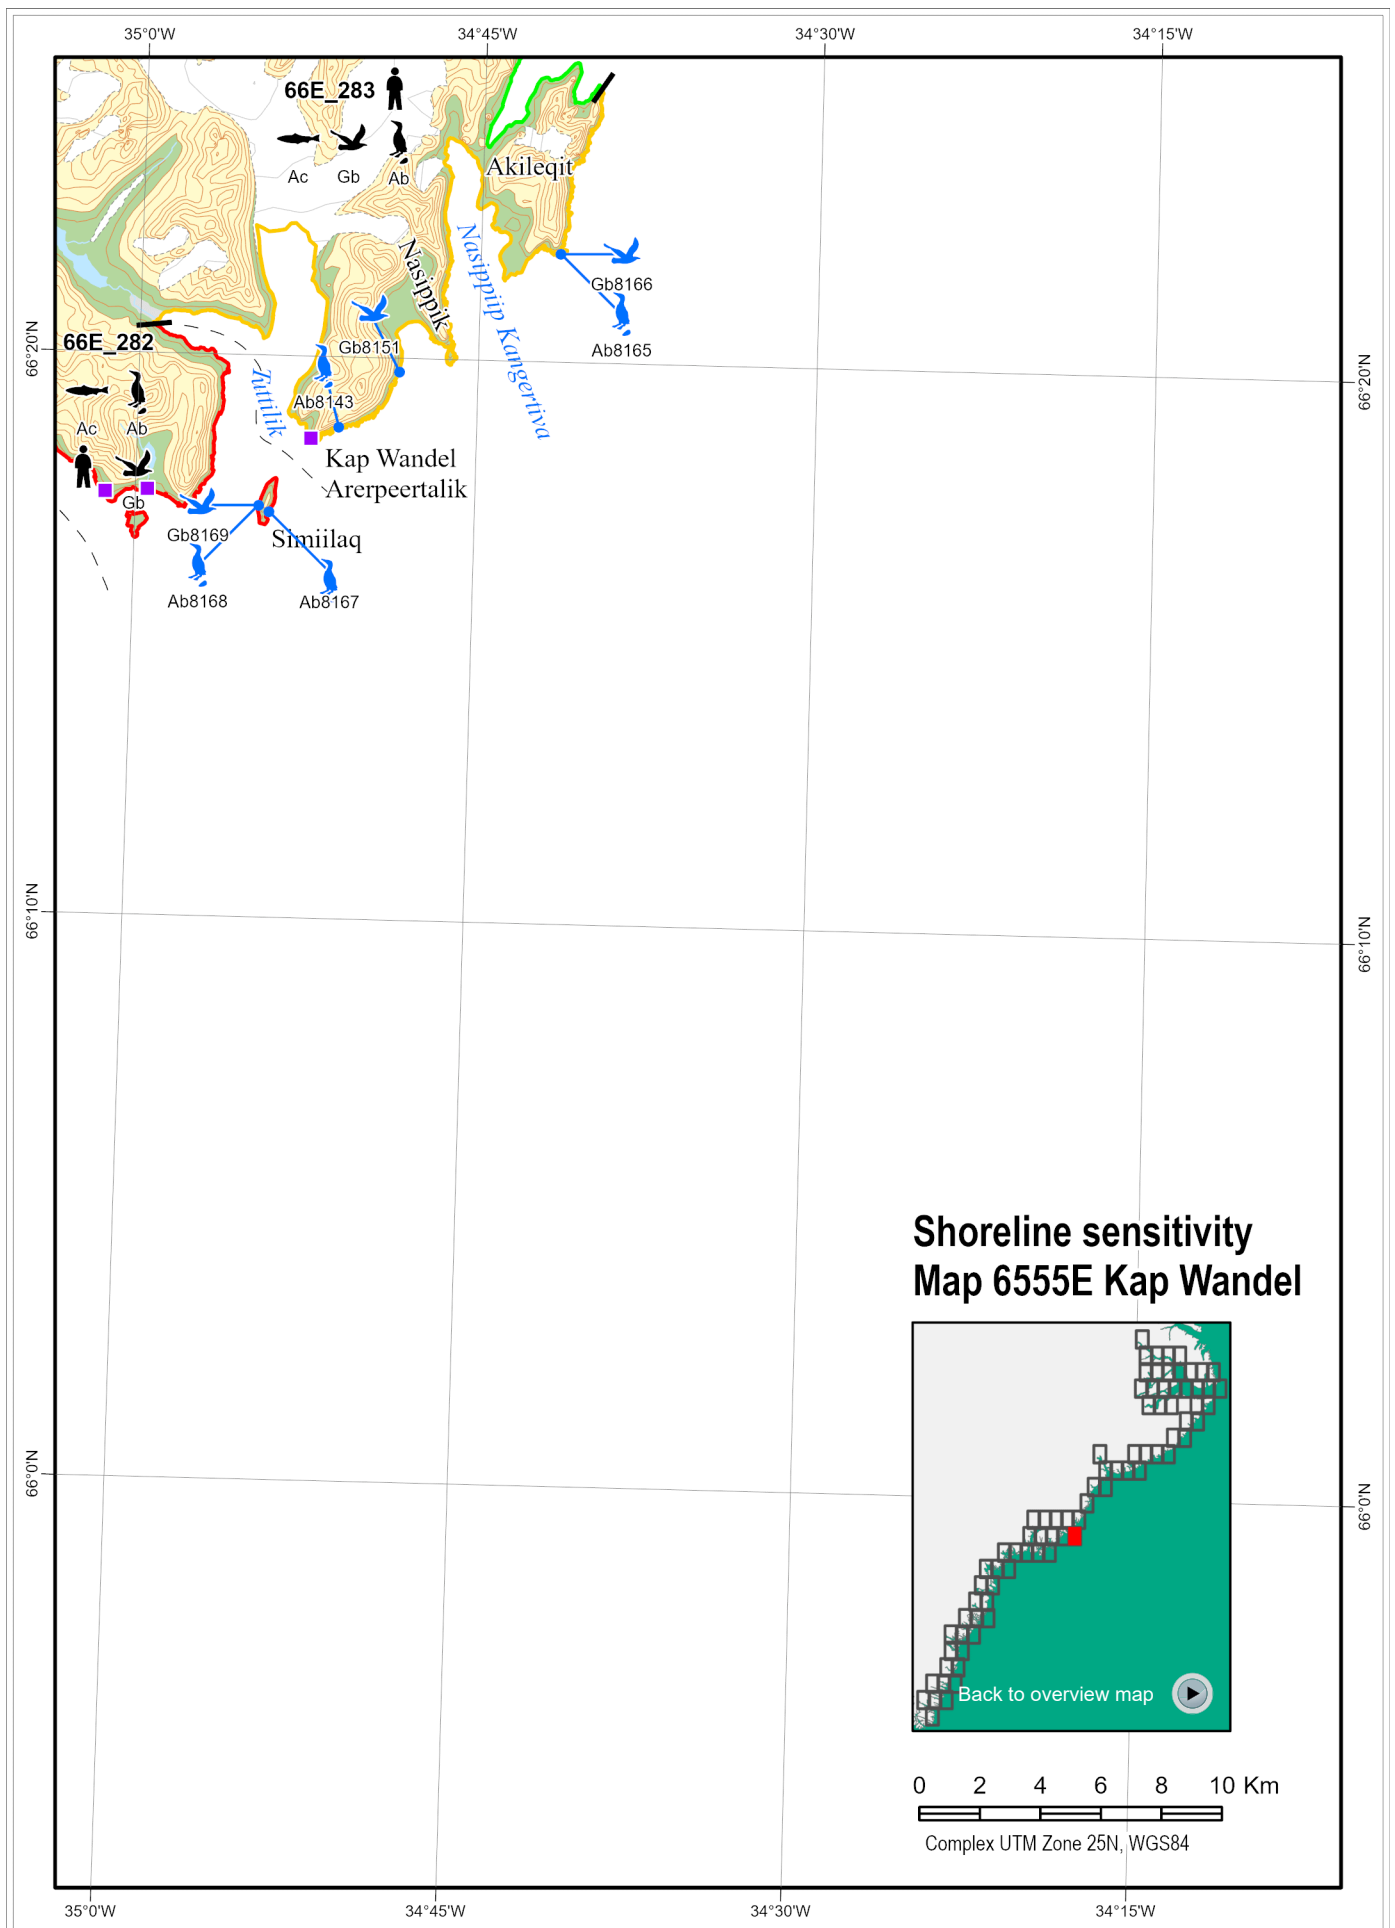 35°0'W
34°45'W
34°30'W
34°15'W
66E_283
Ac
Gb
Ab
Akileqit
Nasippik
Nasippiip Kangertiva
Gb8166
Ab8165
66°20'N
66°20'N
66E_282
Gb8151
Tuttilik
Ab8143
Ac
Ab
Gb
Kap Wandel
Arerpeertalik
Gb8169
Simiilaq
Ab8168
Ab8167
66°10'N
66°10'N
Shoreline sensitivity
Map 6555E Kap Wandel
66°0'N
66°0'N
Back to overview map
0 2 4 6 8 10 Km
Complex UTM Zone 25N, WGS84
35°0'W
34°45'W
34°30'W
34°15'W